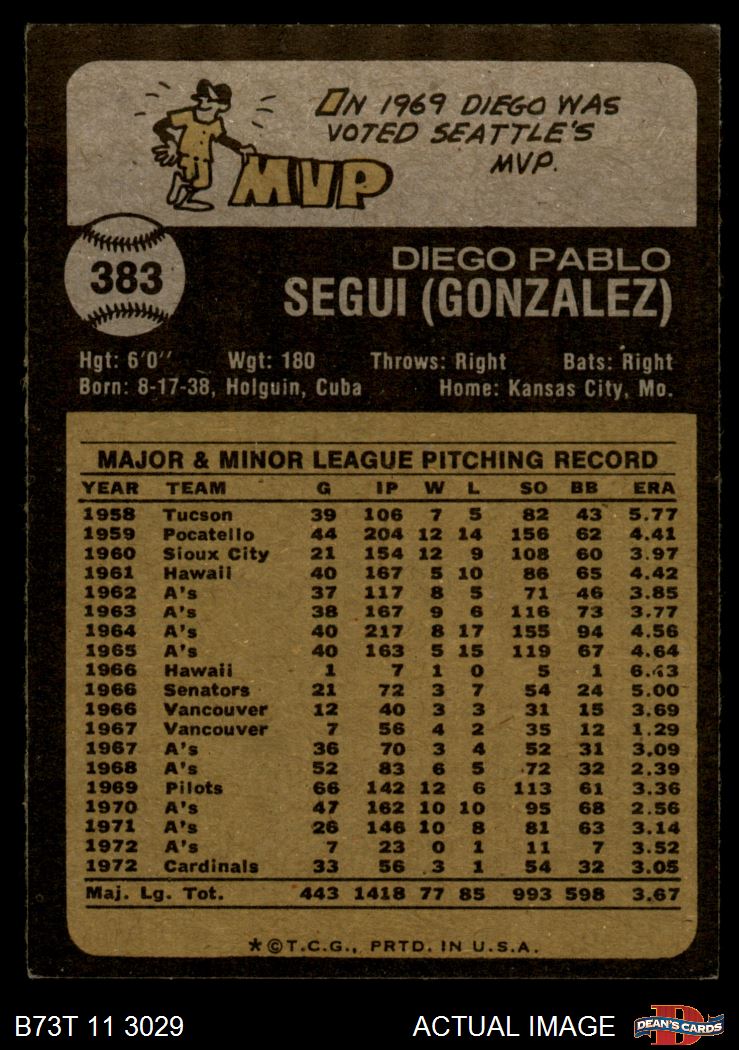 ON 1969 DIEGO WAS
VOTED SEATTLE'S
MVP.
MVP
383
DIEGO PABLO
SEGUI (GONZALEZ)
Hgt: 6'0" Wgt: 180 Throws: Right Bats: Right
Born: 8-17-38, Holguin, Cuba Home: Kansas City, Mo.
MAJOR & MINOR LEAGUE PITCHING RECORD
YEAR TEAM G IP W L SO BB ERA
1958 Tucson 39 106 7 5 82 43 5.77
1959 Pocatello 44 204 12 14 156 62 4.41
1960 Sioux City 21 154 12 9 108 60 3.97
1961 Hawaii 40 167 5 10 86 65 4.42
1962 A's 37 117 8 5 71 46 3.85
1963 A's 38 167 9 6 116 73 3.77
1964 A's 40 217 8 17 155 94 4.56
1965 A's 40 163 5 15 119 67 4.64
1966 Hawaii 1 7 1 0 5 1 6.43
1966 Senators 21 72 3 7 54 24 5.00
1966 Vancouver 12 40 3 3 31 15 3.69
1967 Vancouver 7 56 4 2 35 12 1.29
1967 A's 36 70 3 4 52 31 3.09
1968 A's 52 83 6 5 72 32 2.39
1969 Pilots 66 142 12 6 113 61 3.36
1970 A's 47 162 10 10 95 68 2.56
1971 A's 26 146 10 8 81 63 3.14
1972 A's 7 23 0 1 11 7 3.52
1972 Cardinals 33 56 3 1 54 32 3.05
Maj. Lg. Tot. 443 1418 77 85 993 598 3.67
*©T.C.G., PRTD. IN U.S.A.
B73T 11 3029 ACTUAL IMAGE D DEAN'S CARDS